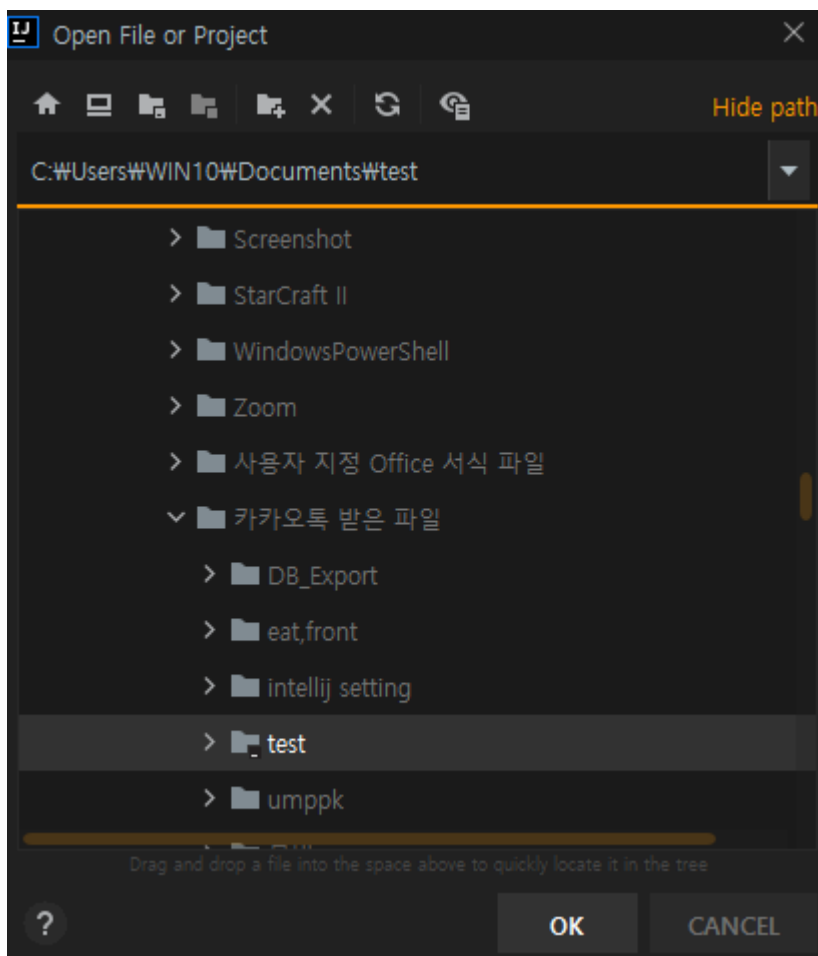 IJ Open File or Project
Hide path
C:₩Users₩WIN10₩Documents₩test
Screenshot
StarCraft II
WindowsPowerShell
Zoom
사용자 지정 Office 서식 파일
카카오톡 받은 파일
DB_Export
eat,front
intellij setting
test
umppk
Drag and drop a file into the space above to quickly locate it in the tree
? OK CANCEL